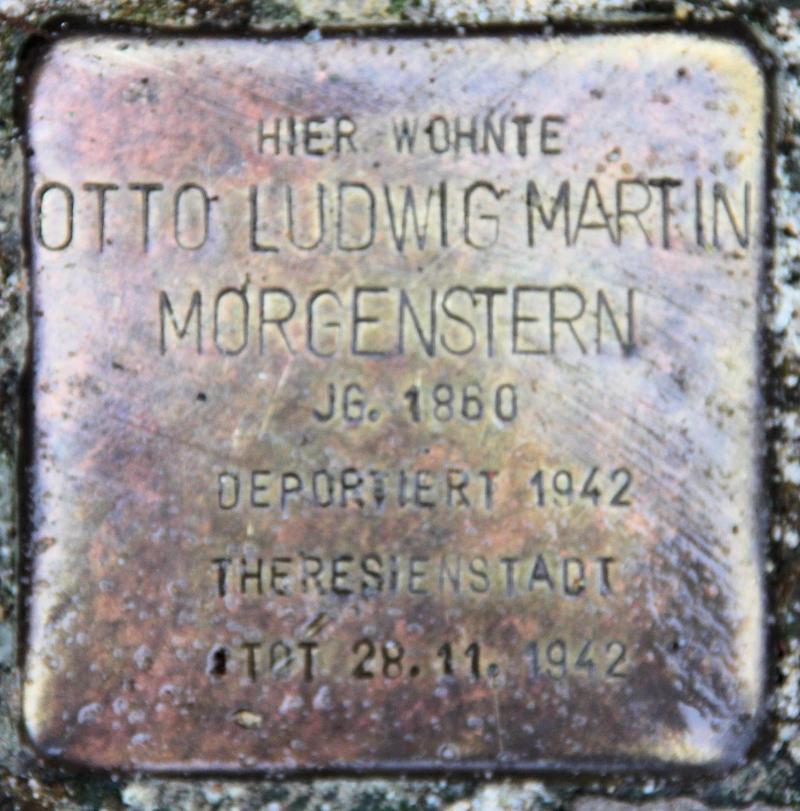 HIER WOHNTE
OTTO LUDWIG MARTIN
MORGENSTERN
JG. 1860
DEPORTIERT 1942
THERESIENSTADT
TOT 28.11.1942